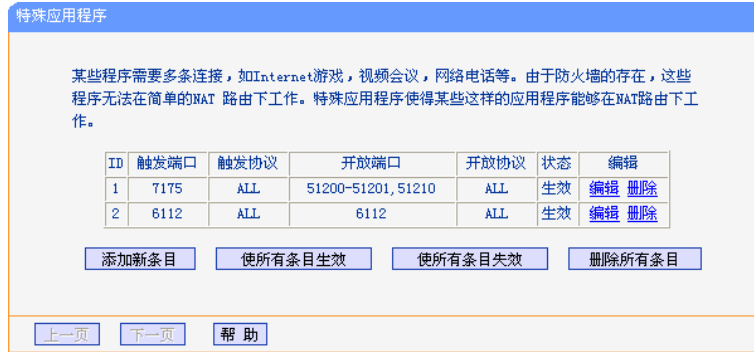 特殊应用程序
某些程序需要多条连接，如Internet游戏，视频会议，网络电话等。由于防火墙的存在，这些
程序无法在简单的NAT 路由下工作。特殊应用程序使得某些这样的应用程序能够在NAT路由下工
作。
ID 触发端口 触发协议 开放端口 开放协议 状态 编辑
1 7175 ALL 51200-51201,51210 ALL 生效 编辑 删除
2 6112 ALL 6112 ALL 生效 编辑 删除
添加新条目 使所有条目生效 使所有条目失效 删除所有条目
上一页 下一页 帮 助